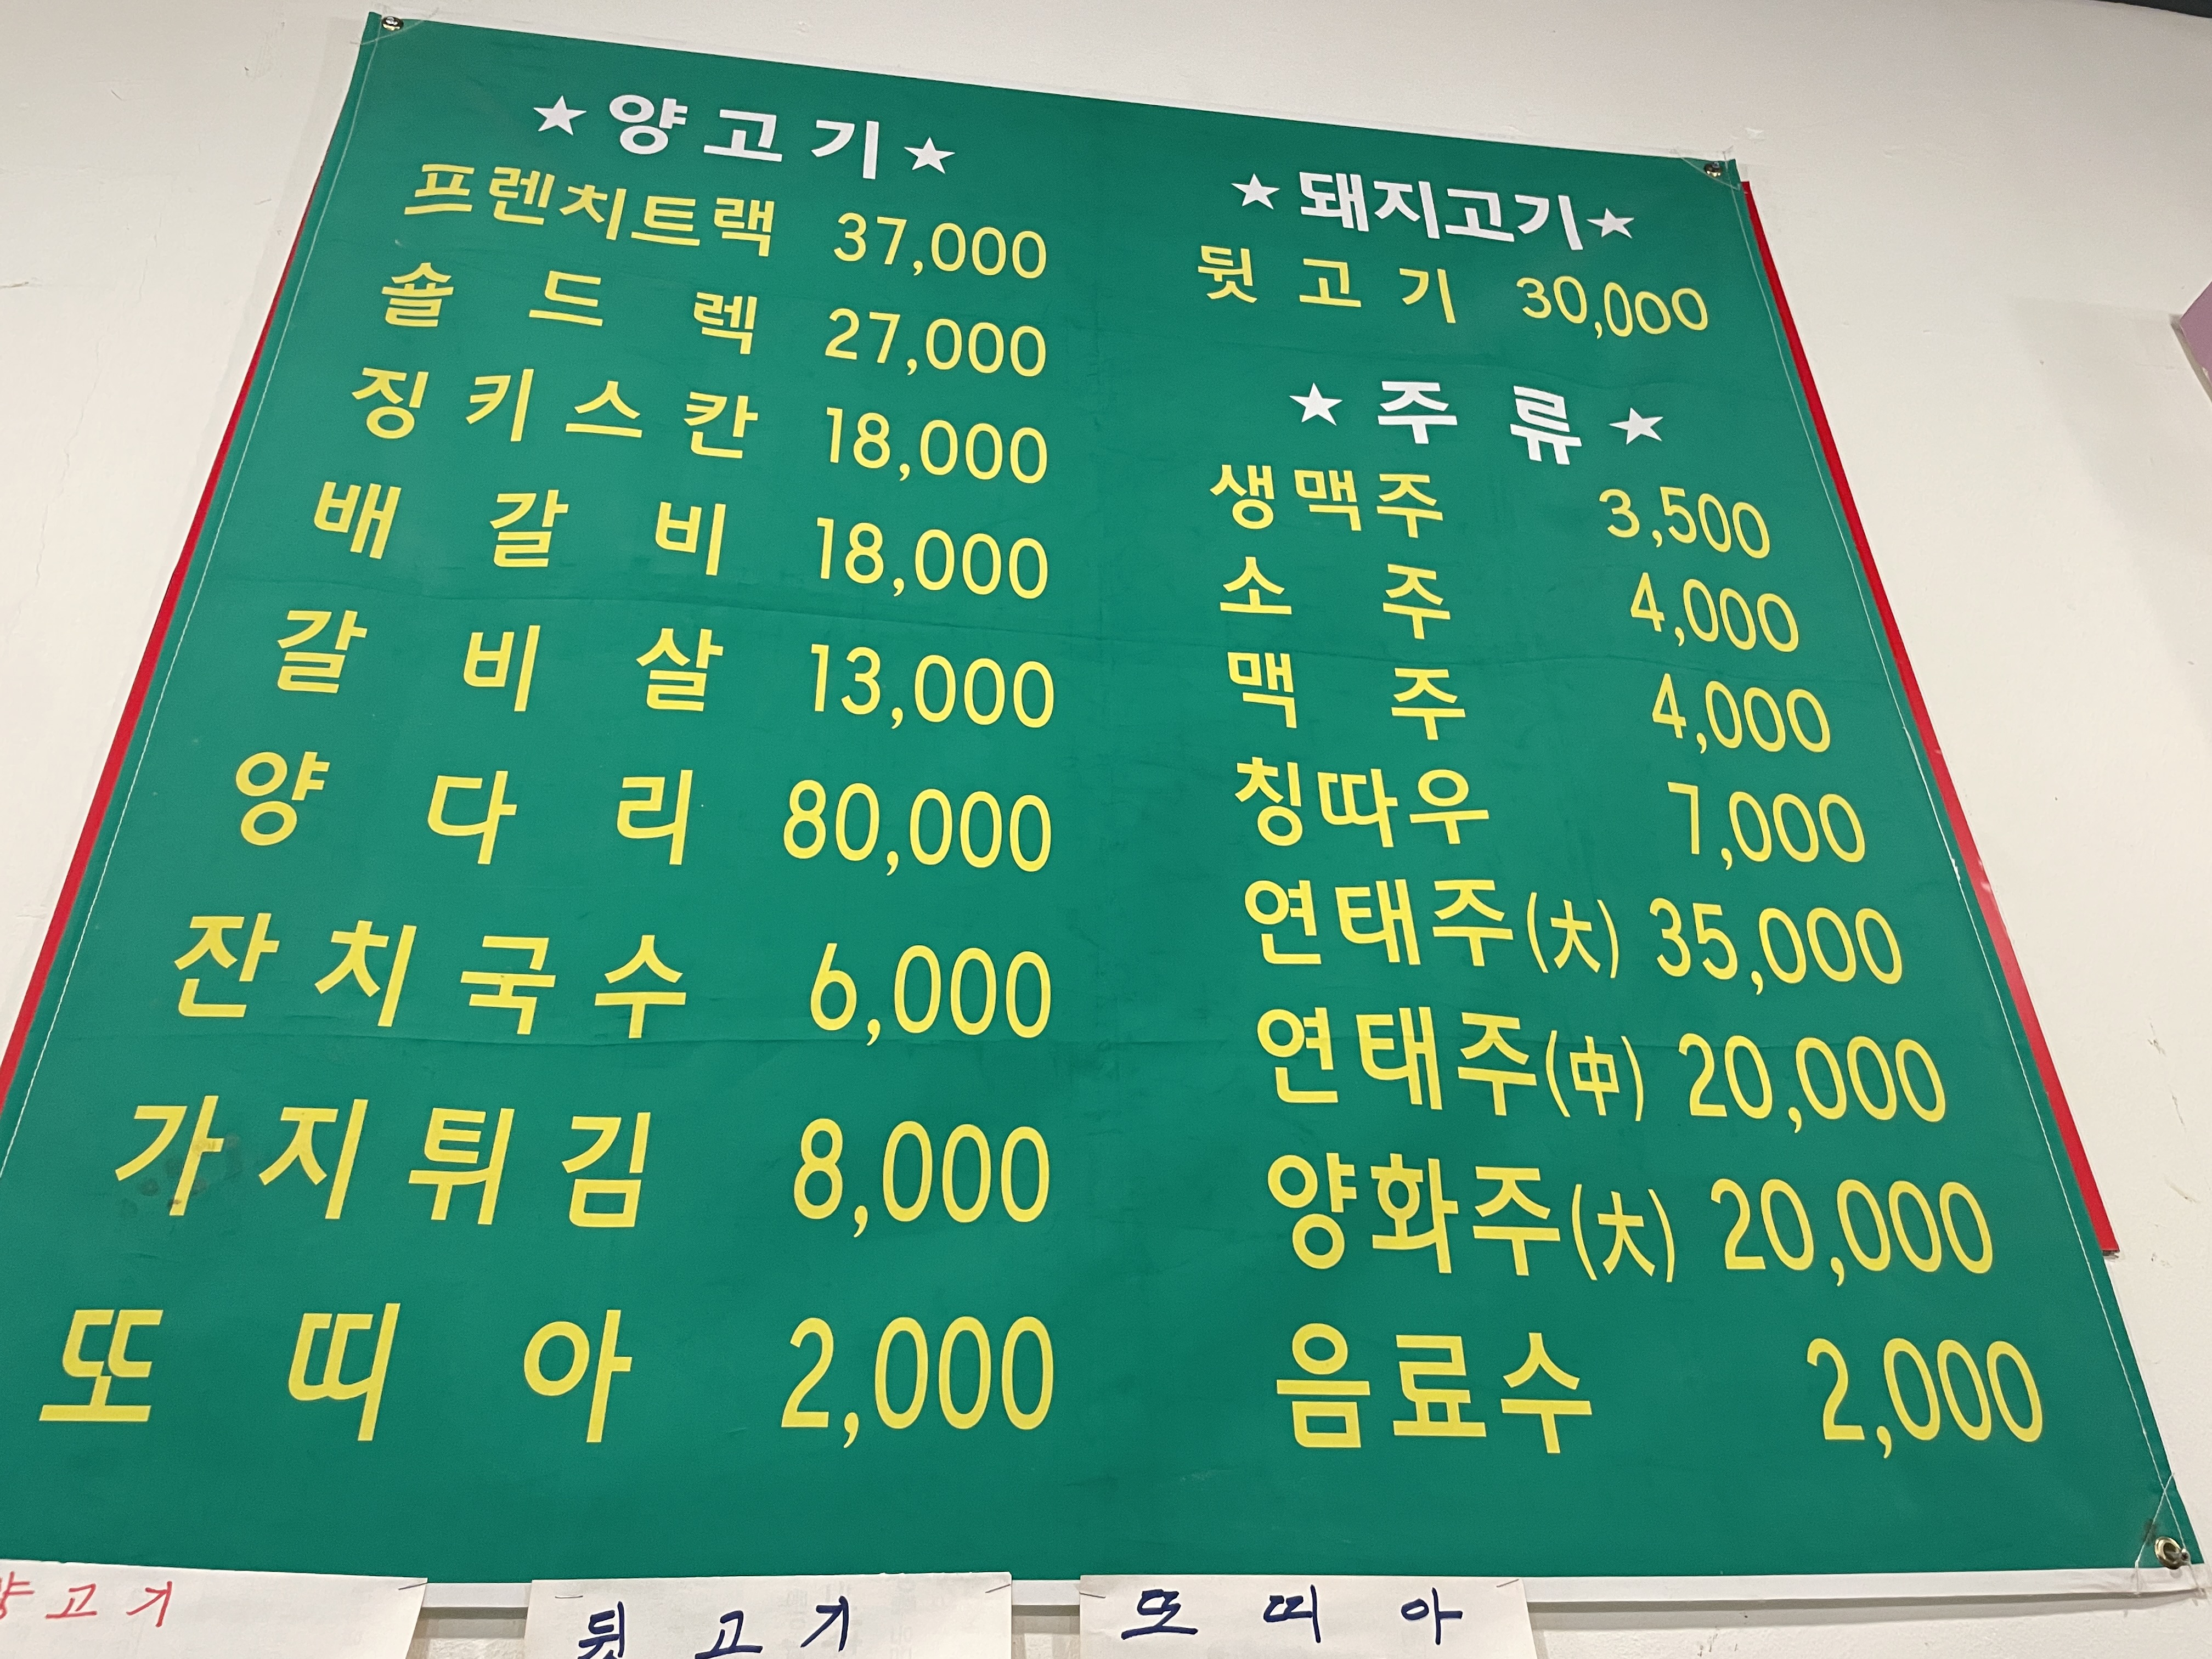 ★양고기★
프렌치트랙 37,000
숄드렉 27,000
징키스칸 18,000
배갈비 18,000
갈비살 13,000
양다리 80,000
잔치국수 6,000
가지튀김 8,000
또띠아 2,000
★돼지고기★
뒷고기 30,000
★주류★
생맥주 3,500
소주 4,000
맥주 4,000
칭따우 7,000
연태주(大) 35,000
연태주(中) 20,000
양화주(大) 20,000
음료수 2,000
양고기
뒷고기
또띠아